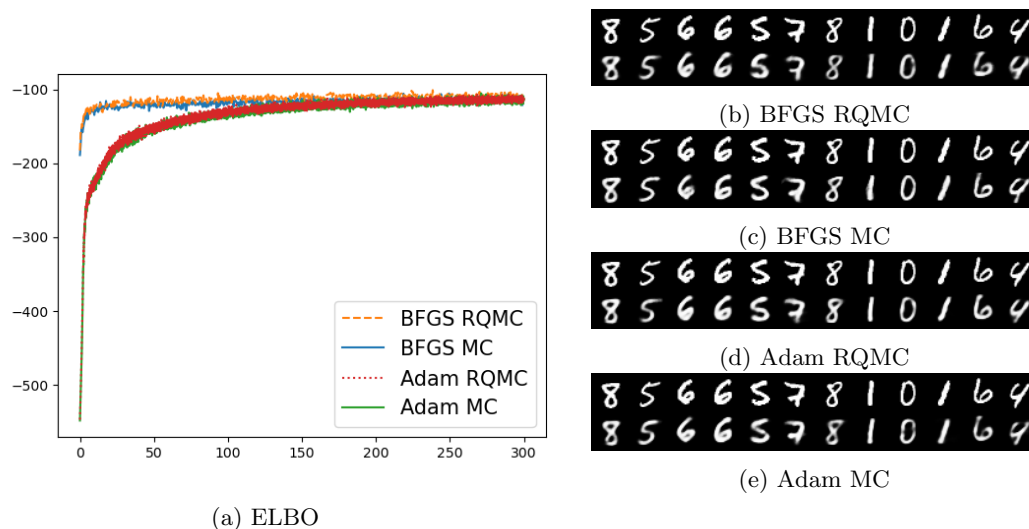 −100
−200
−300
−400
−500
0
50
100
150
200
250
300
BFGS RQMC
BFGS MC
Adam RQMC
Adam MC
(a) ELBO
8 5 6 6 5 7 8 1 0 1 6 4
8 5 6 6 5 7 8 1 0 1 6 4
(b) BFGS RQMC
8 5 6 6 5 7 8 1 0 1 6 4
8 5 6 6 5 7 8 1 0 1 6 4
(c) BFGS MC
8 5 6 6 5 7 8 1 0 1 6 4
8 5 6 6 5 7 8 1 0 1 6 4
(d) Adam RQMC
8 5 6 6 5 7 8 1 0 1 6 4
8 5 6 6 5 7 8 1 0 1 6 4
(e) Adam MC